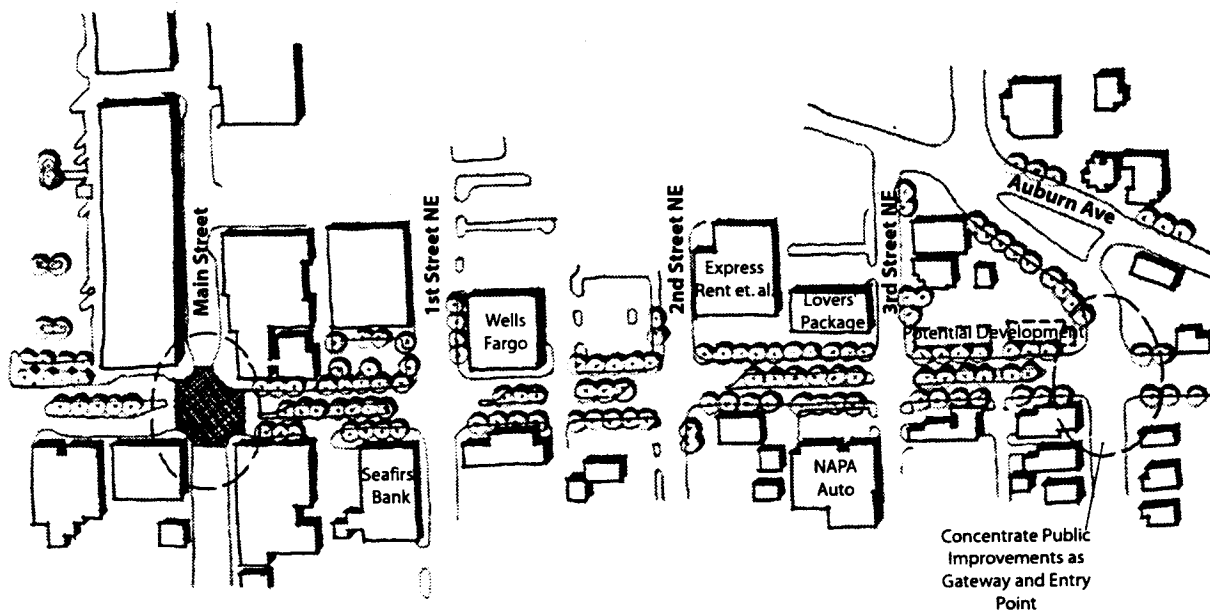 Main Street
1st Street NE
2nd Street NE
3rd Street NE
Auburn Ave
Express
Rent et. al.
Lovers'
Package
Wells
Fargo
Potential Development
Seafirs
Bank
NAPA
Auto
Concentrate Public
Improvements as
Gateway and Entry
Point